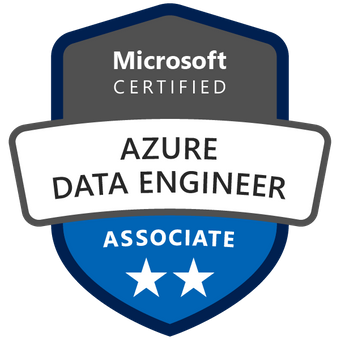 Microsoft
CERTIFIED
AZURE
DATA ENGINEER
ASSOCIATE